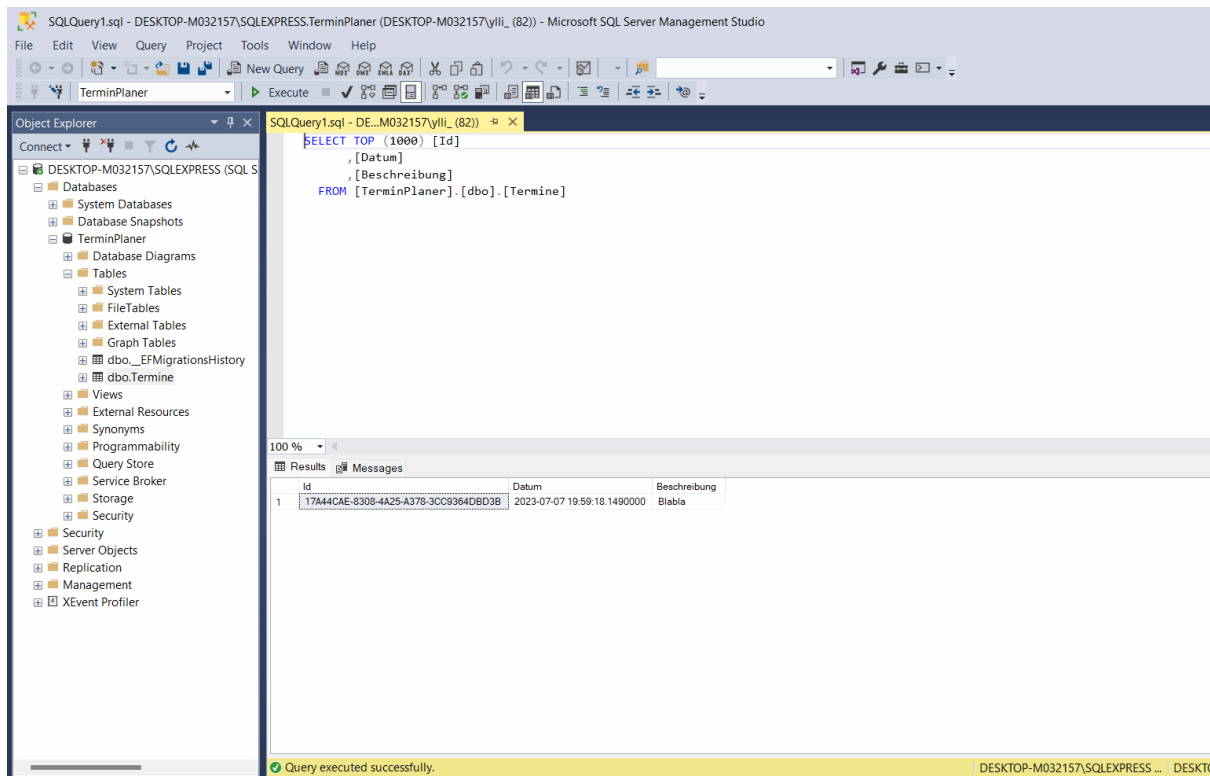 SQLQuery1.sql - DESKTOP-M032157\SQLEXPRESS.TerminPlaner (DESKTOP-M032157\ylli_ (82)) - Microsoft SQL Server Management Studio
File Edit View Query Project Tools Window Help
New Query MDX DMX XMLA DAX
TerminPlaner Execute
Object Explorer
Connect
DESKTOP-M032157\SQLEXPRESS (SQL S
Databases
System Databases
Database Snapshots
TerminPlaner
Database Diagrams
Tables
System Tables
FileTables
External Tables
Graph Tables
dbo.__EFMigrationsHistory
dbo.Termine
Views
External Resources
Synonyms
Programmability
Query Store
Service Broker
Storage
Security
Security
Server Objects
Replication
Management
XEvent Profiler
SQLQuery1.sql - DE...M032157\ylli_ (82))
SELECT TOP (1000) [Id]
,[Datum]
,[Beschreibung]
FROM [TerminPlaner].[dbo].[Termine]
100 %
Results Messages
Id Datum Beschreibung
1 17A44CAE-8308-4A25-A378-3CC9364DBD3B 2023-07-07 19:59:18.1490000 Blabla
Query executed successfully. DESKTOP-M032157\SQLEXPRESS ... DESKT